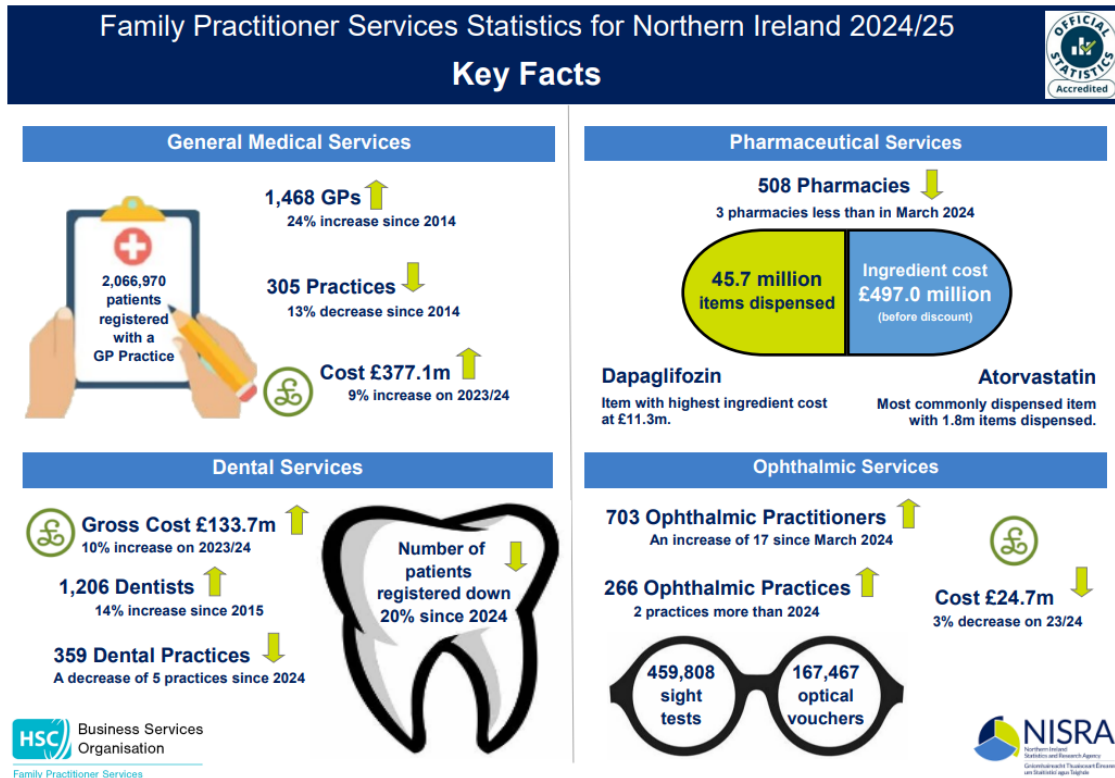 Family Practitioner Services Statistics for Northern Ireland 2024/25
Key Facts
OFFICIAL STATISTICS
Accredited
General Medical Services
2,066,970
patients
registered
with a
GP Practice
1,468 GPs
24% increase since 2014
305 Practices
13% decrease since 2014
£
Cost £377.1m
9% increase on 2023/24
Pharmaceutical Services
508 Pharmacies
3 pharmacies less than in March 2024
45.7 million
items dispensed
Ingredient cost
£497.0 million
(before discount)
Dapaglifozin
Item with highest ingredient cost
at £11.3m.
Atorvastatin
Most commonly dispensed item
with 1.8m items dispensed.
Dental Services
£
Gross Cost £133.7m
10% increase on 2023/24
1,206 Dentists
14% increase since 2015
359 Dental Practices
A decrease of 5 practices since 2024
Number of
patients
registered down
20% since 2024
Ophthalmic Services
703 Ophthalmic Practitioners
An increase of 17 since March 2024
266 Ophthalmic Practices
2 practices more than 2024
£
Cost £24.7m
3% decrease on 23/24
459,808
sight
tests
167,467
optical
vouchers
HSC
Business Services
Organisation
Family Practitioner Services
NISRA
Northern Ireland
Statistics and Research Agency